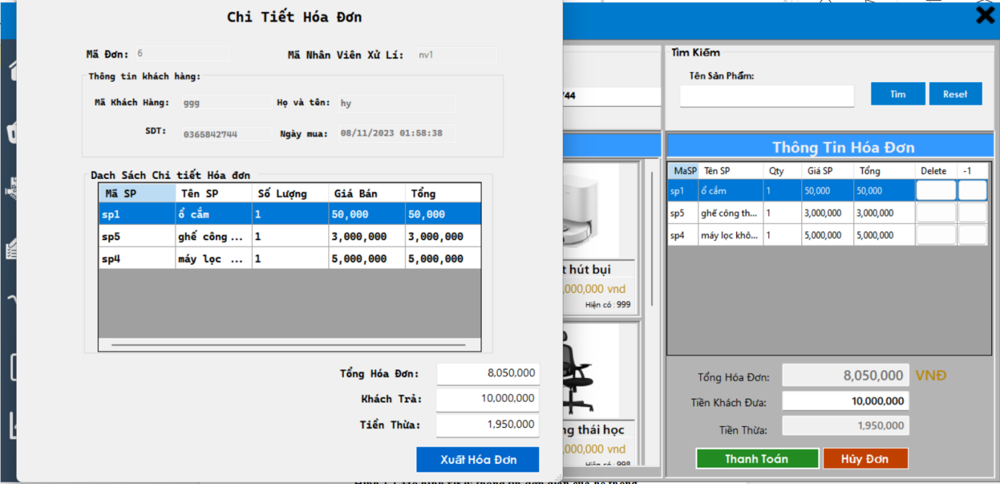 Chi Tiết Hóa Đơn
Mã Đơn: 6 Mã Nhân Viên Xử Lí: nv1
Thông tin khách hàng:
Mã Khách Hàng: ggg Họ và tên: hy
SDT: 0365842744 Ngày mua: 08/11/2023 01:58:38
Dach Sách Chi tiết Hóa đơn
Mã SP Tên SP Số Lượng Giá Bán Tổng
sp1 ổ cắm 1 50,000 50,000
sp5 ghế công ... 1 3,000,000 3,000,000
sp4 máy lọc ... 1 5,000,000 5,000,000
Tổng Hóa Đơn: 8,050,000
Khách Trả: 10,000,000
Tiền Thừa: 1,950,000
Xuất Hóa Đơn
744
hút bụi
,000,000 vnd
Hiện có : 999
thái học
,000,000 vnd
Hiện có : 998
Tìm Kiếm
Tên Sản Phẩm:
Tìm Reset
Thông Tin Hóa Đơn
MaSP Tên SP Qty Giá SP Tổng Delete -1
sp1 ổ cắm 1 50,000 50,000
sp5 ghế công th... 1 3,000,000 3,000,000
sp4 máy lọc khô... 1 5,000,000 5,000,000
Tổng Hóa Đơn: 8,050,000 VNĐ
Tiền Khách Đưa: 10,000,000
Tiền Thừa: 1,950,000
Thanh Toán Hủy Đơn